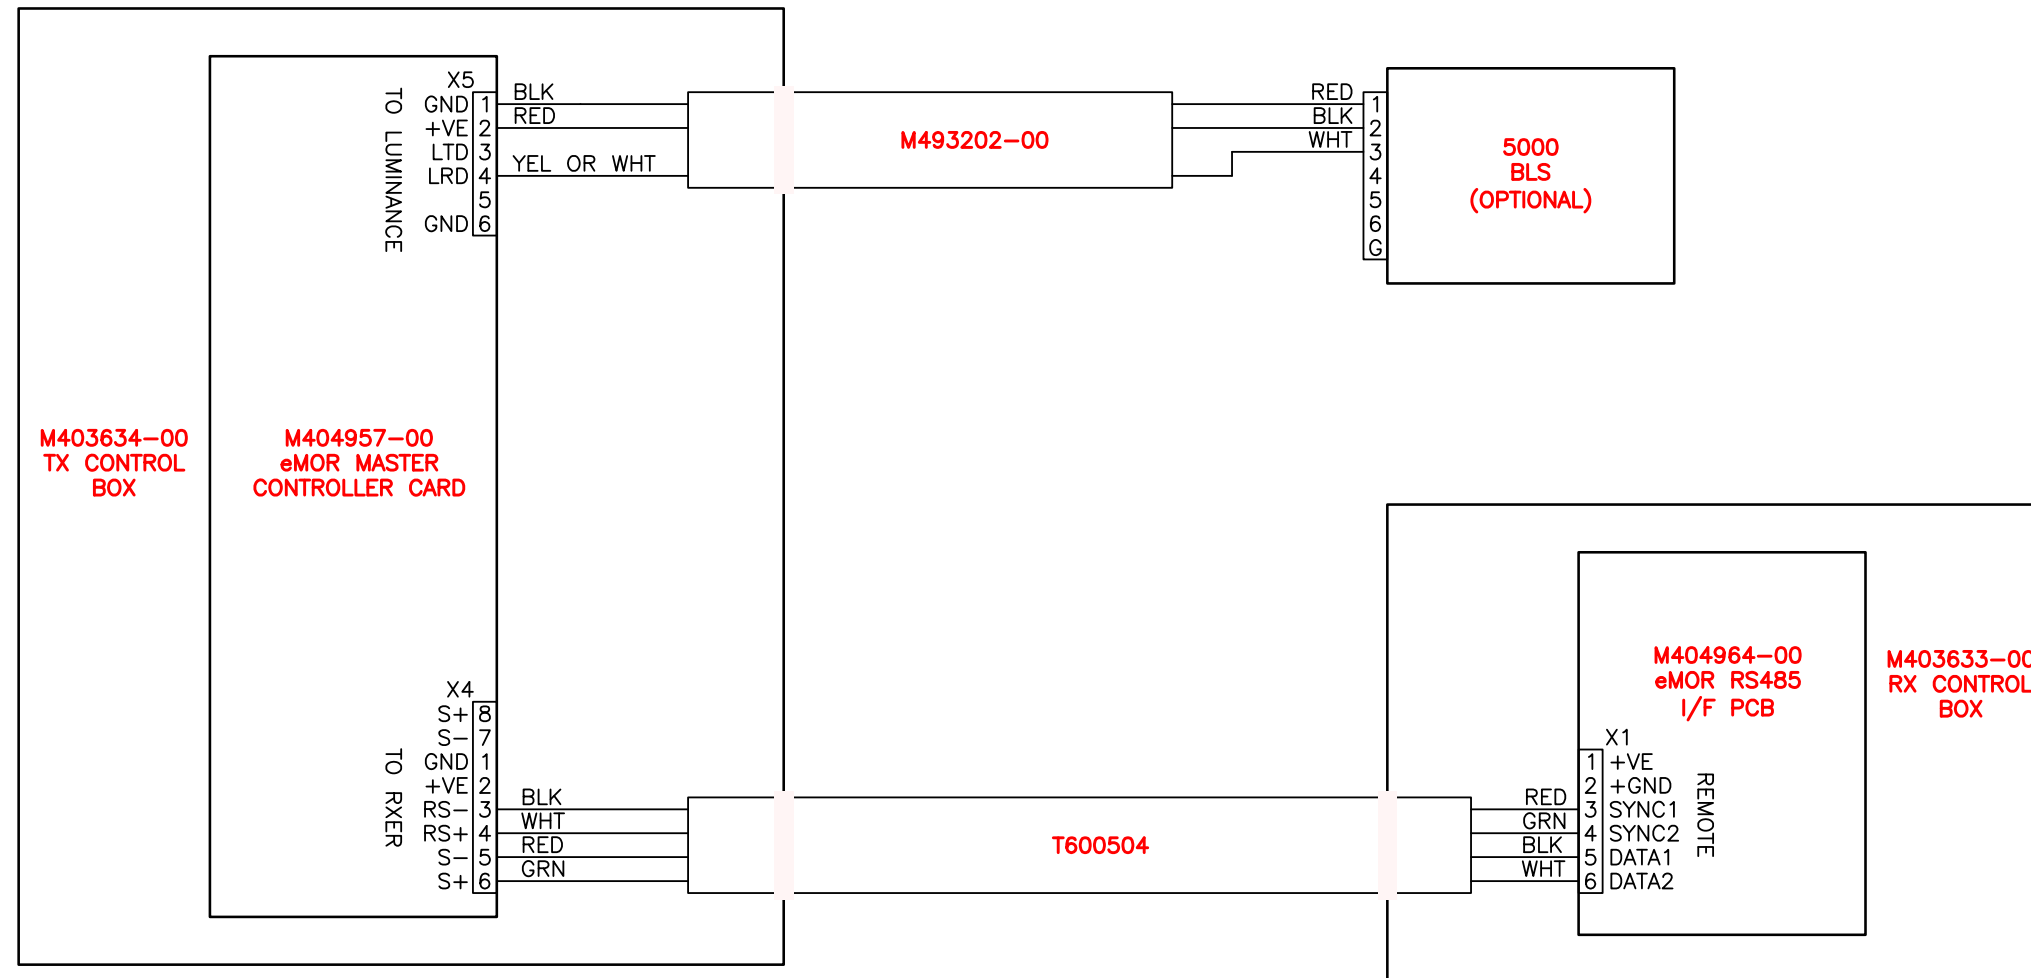 X5
TO LUMINANCE
GND 1 BLK
+VE 2 RED
LTD 3
LRD 4 YEL OR WHT
5
GND 6
M493202-00
RED 1
BLK 2
WHT 3
4
5
6
G
5000
BLS
(OPTIONAL)
M403634-00
TX CONTROL
BOX
M404957-00
eMOR MASTER
CONTROLLER CARD
X4
TO RXER
S+ 8
S- 7
GND 1
+VE 2
RS- 3 BLK
RS+ 4 WHT
S- 5 RED
S+ 6 GRN
T600504
M404964-00
eMOR RS485
I/F PCB
X1
1 +VE
2 +GND
RED 3 SYNC1
GRN 4 SYNC2
BLK 5 DATA1
WHT 6 DATA2
REMOTE
M403633-00
RX CONTROL
BOX